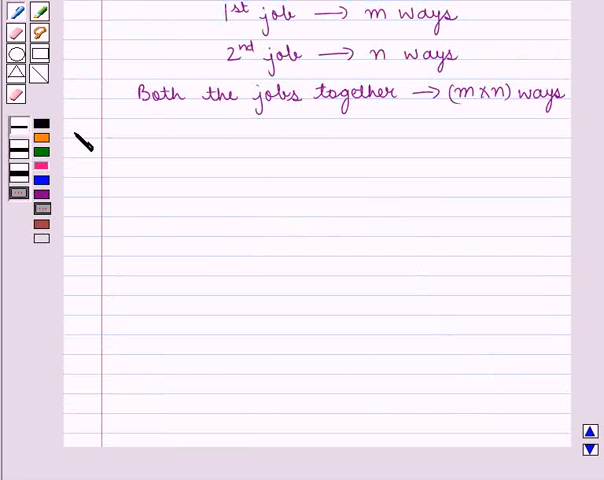 1st job → m ways
2nd job → n ways
Both the jobs together → (m×n) ways